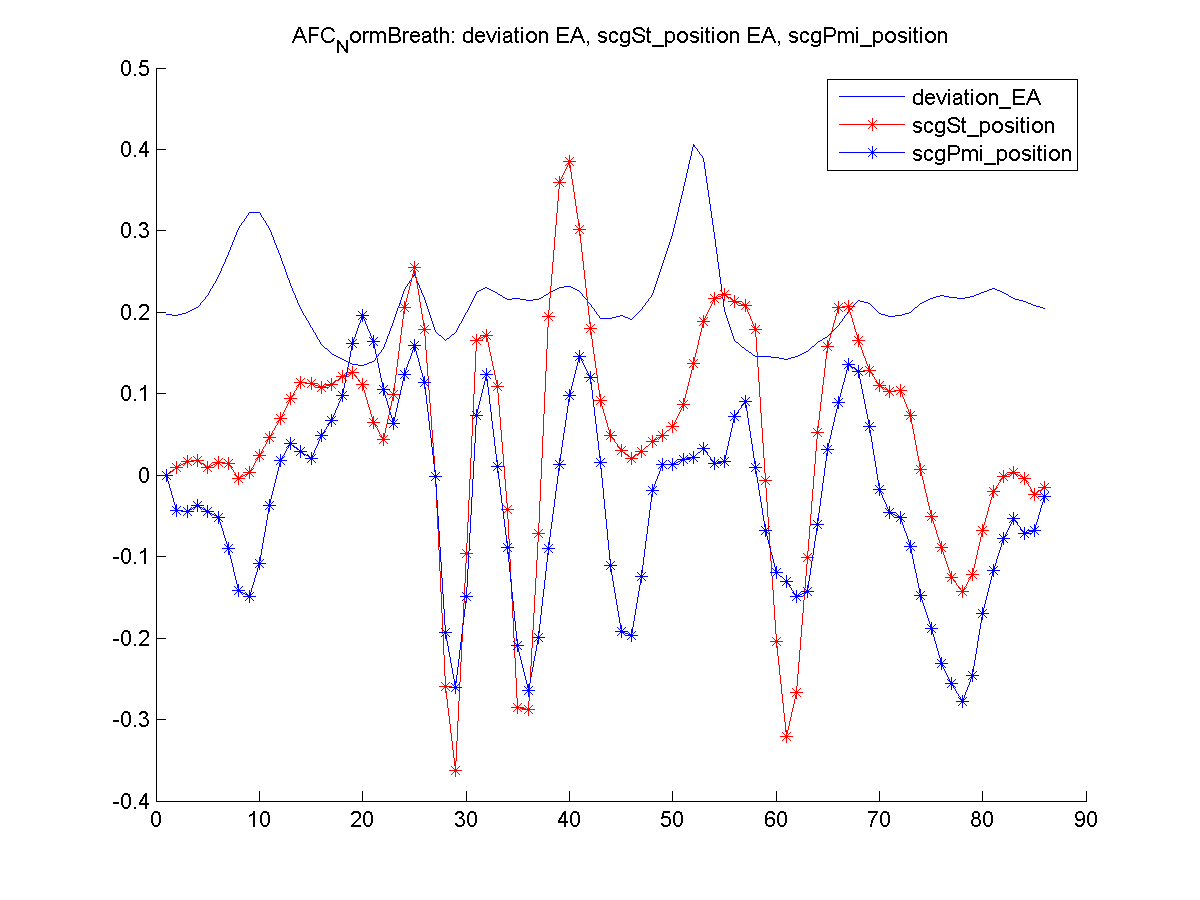 AFC_NormBreath: deviation EA, scgSt_position EA, scgPmi_position
0.5
deviation_EA
scgSt_position
scgPmi_position
0.4
0.3
0.2
0.1
0
-0.1
-0.2
-0.3
-0.4
0 10 20 30 40 50 60 70 80 90